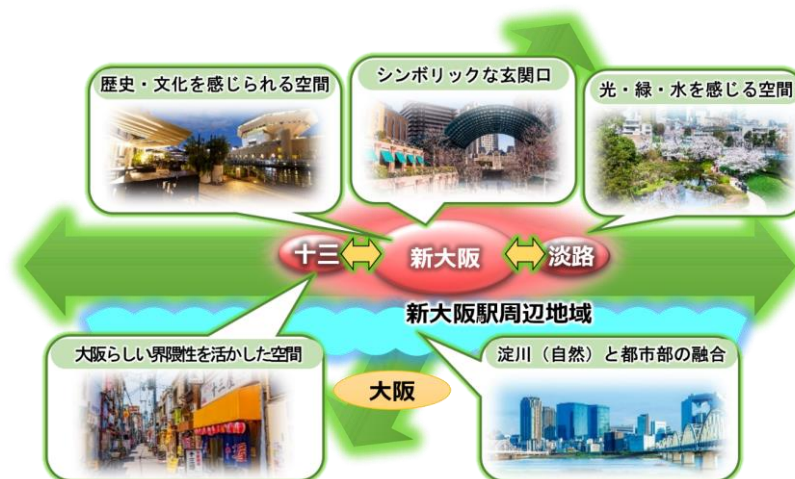 歴史・文化を感じられる空間
シンボリックな玄関口
光・緑・水を感じる空間
十三
新大阪
淡路
新大阪駅周辺地域
大阪らしい界隈性を活かした空間
大阪
淀川（自然）と都市部の融合